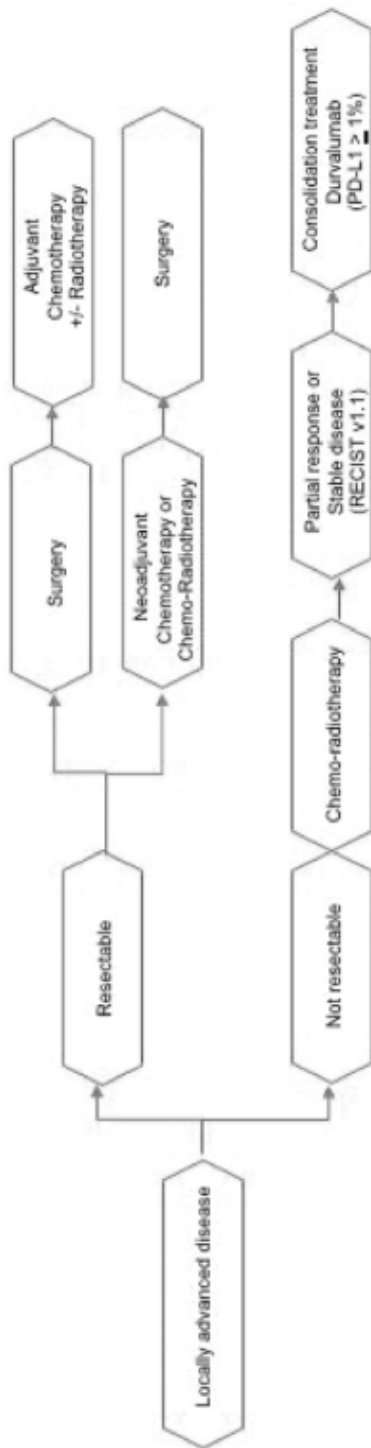 Locally advanced disease
Resectable
Surgery
Adjuvant
Chemotherapy
+/- Radiotherapy
Neoadjuvant
Chemotherapy or
Chemo-Radiotherapy
Surgery
Not resectable
Chemo-radiotherapy
Partial response or
Stable disease
(RECIST v1.1)
Consolidation treatment
Durvalumab
(PD-L1 ≥ 1%)